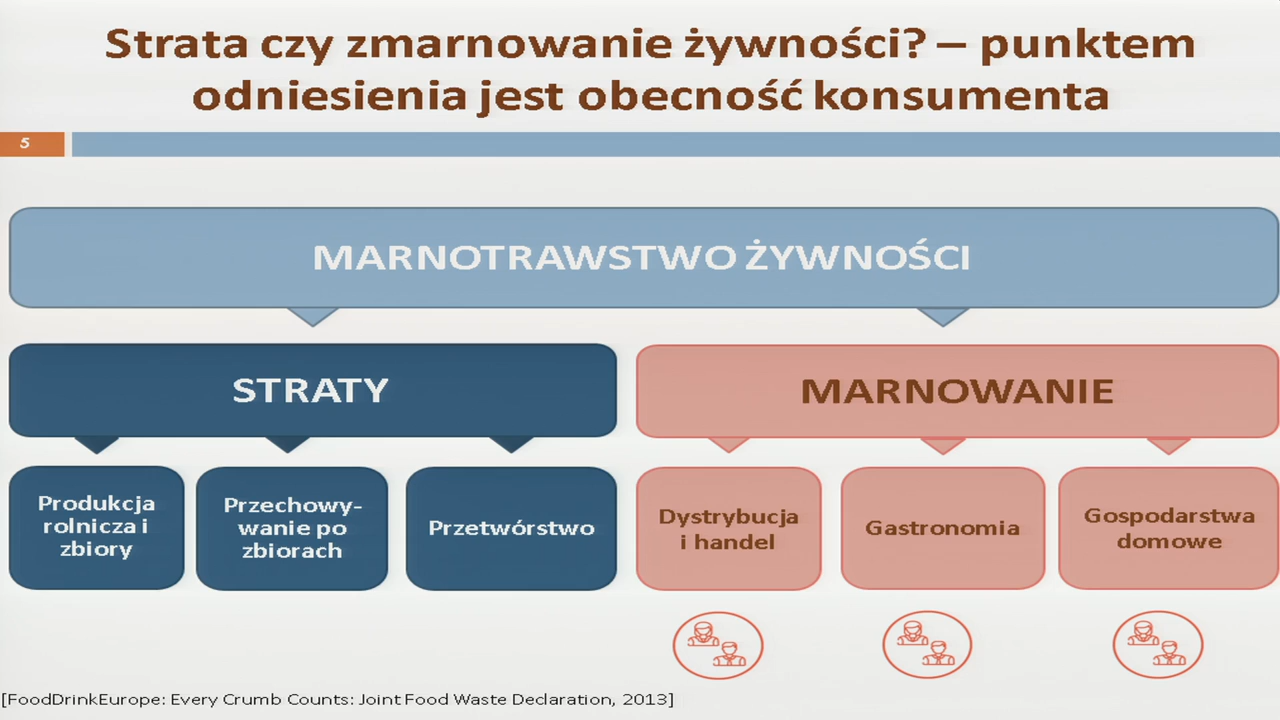 Strata czy zmarnowanie żywności? – punktem
odniesienia jest obecność konsumenta
5
MARNOTRAWSTWO ŻYWNOŚCI
STRATY
MARNOWANIE
Produkcja
rolnicza i
zbiory
Przechowy-
wanie po
zbiorach
Przetwórstwo
Dystrybucja
i handel
Gastronomia
Gospodarstwa
domowe
[FoodDrinkEurope: Every Crumb Counts: Joint Food Waste Declaration, 2013]